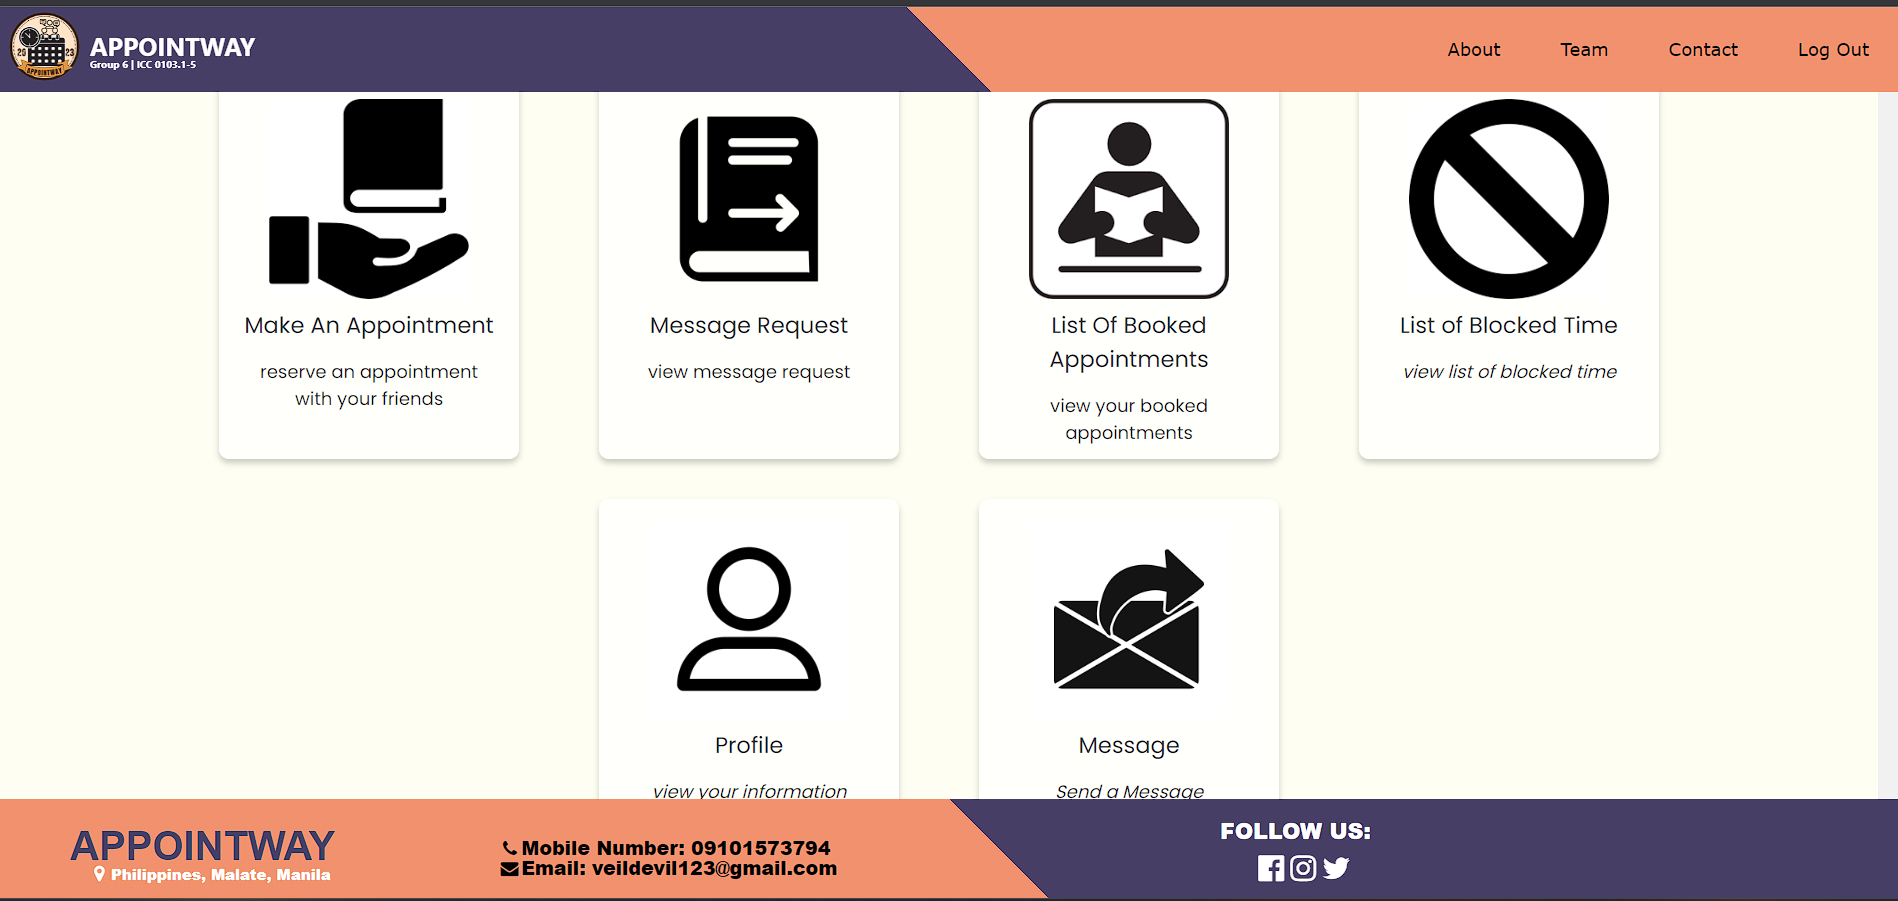 20 23
APPOINTWAY
APPOINTWAY
Group 6 | ICC 0103.1-5
About
Team
Contact
Log Out
Make An Appointment
reserve an appointment
with your friends
Message Request
view message request
List Of Booked
Appointments
view your booked
appointments
List of Blocked Time
view list of blocked time
Profile
view your information
Message
Send a Message
APPOINTWAY
Philippines, Malate, Manila
Mobile Number: 09101573794
Email: veildevil123@gmail.com
FOLLOW US: